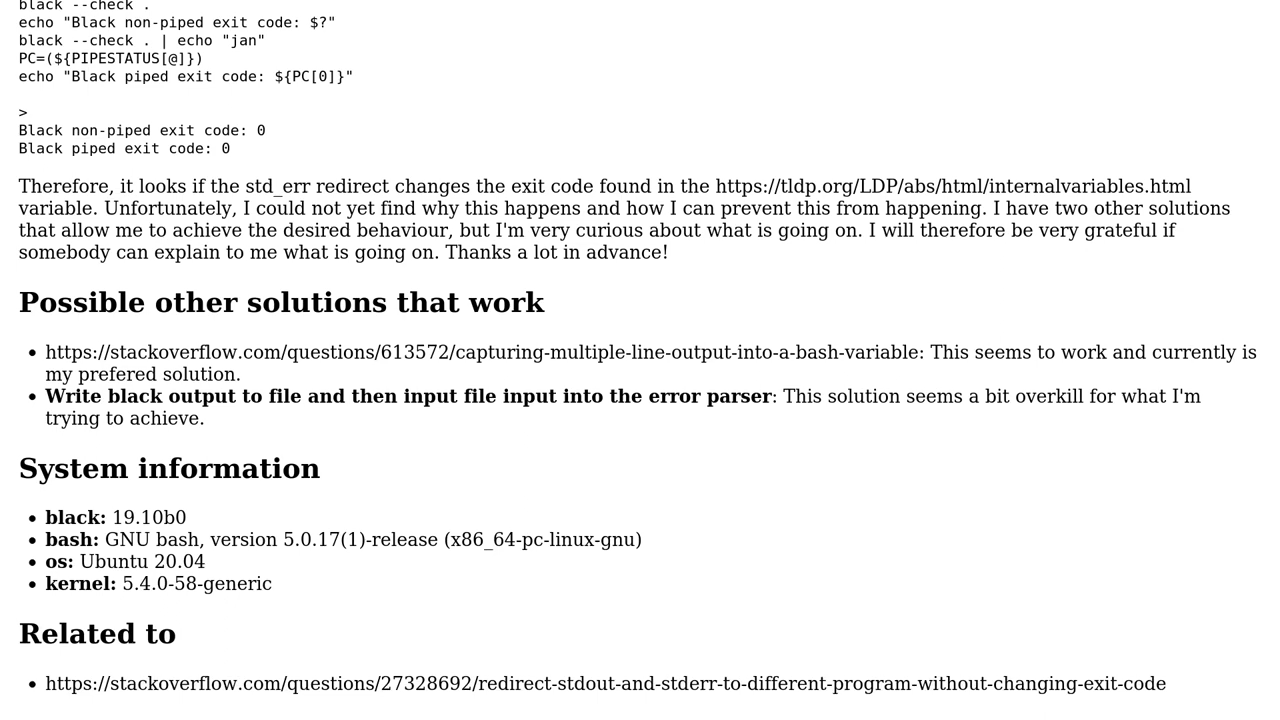 black --check .
echo "Black non-piped exit code: $?"
black --check . | echo "jan"
PC=(${PIPESTATUS[@]})
echo "Black piped exit code: ${PC[0]}"
>
Black non-piped exit code: 0
Black piped exit code: 0
Therefore, it looks if the std_err redirect changes the exit code found in the https://tldp.org/LDP/abs/html/internalvariables.html
variable. Unfortunately, I could not yet find why this happens and how I can prevent this from happening. I have two other solutions
that allow me to achieve the desired behaviour, but I'm very curious about what is going on. I will therefore be very grateful if
somebody can explain to me what is going on. Thanks a lot in advance!
Possible other solutions that work
• https://stackoverflow.com/questions/613572/capturing-multiple-line-output-into-a-bash-variable: This seems to work and currently is
my prefered solution.
• Write black output to file and then input file input into the error parser: This solution seems a bit overkill for what I'm
trying to achieve.
System information
• black: 19.10b0
• bash: GNU bash, version 5.0.17(1)-release (x86_64-pc-linux-gnu)
• os: Ubuntu 20.04
• kernel: 5.4.0-58-generic
Related to
• https://stackoverflow.com/questions/27328692/redirect-stdout-and-stderr-to-different-program-without-changing-exit-code